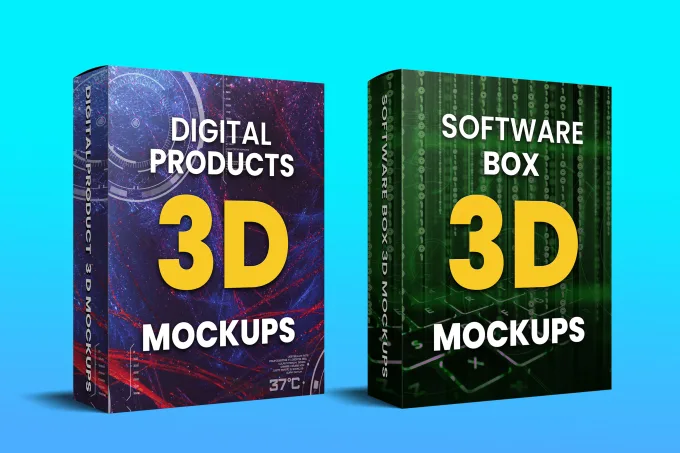 DIGITAL PRODUCT 3D MOCKUPS
DIGITAL
PRODUCTS
3D
MOCKUPS
37°C
SOFTWARE BOX 3D MOCKUPS
SOFTWARE
BOX
3D
MOCKUPS